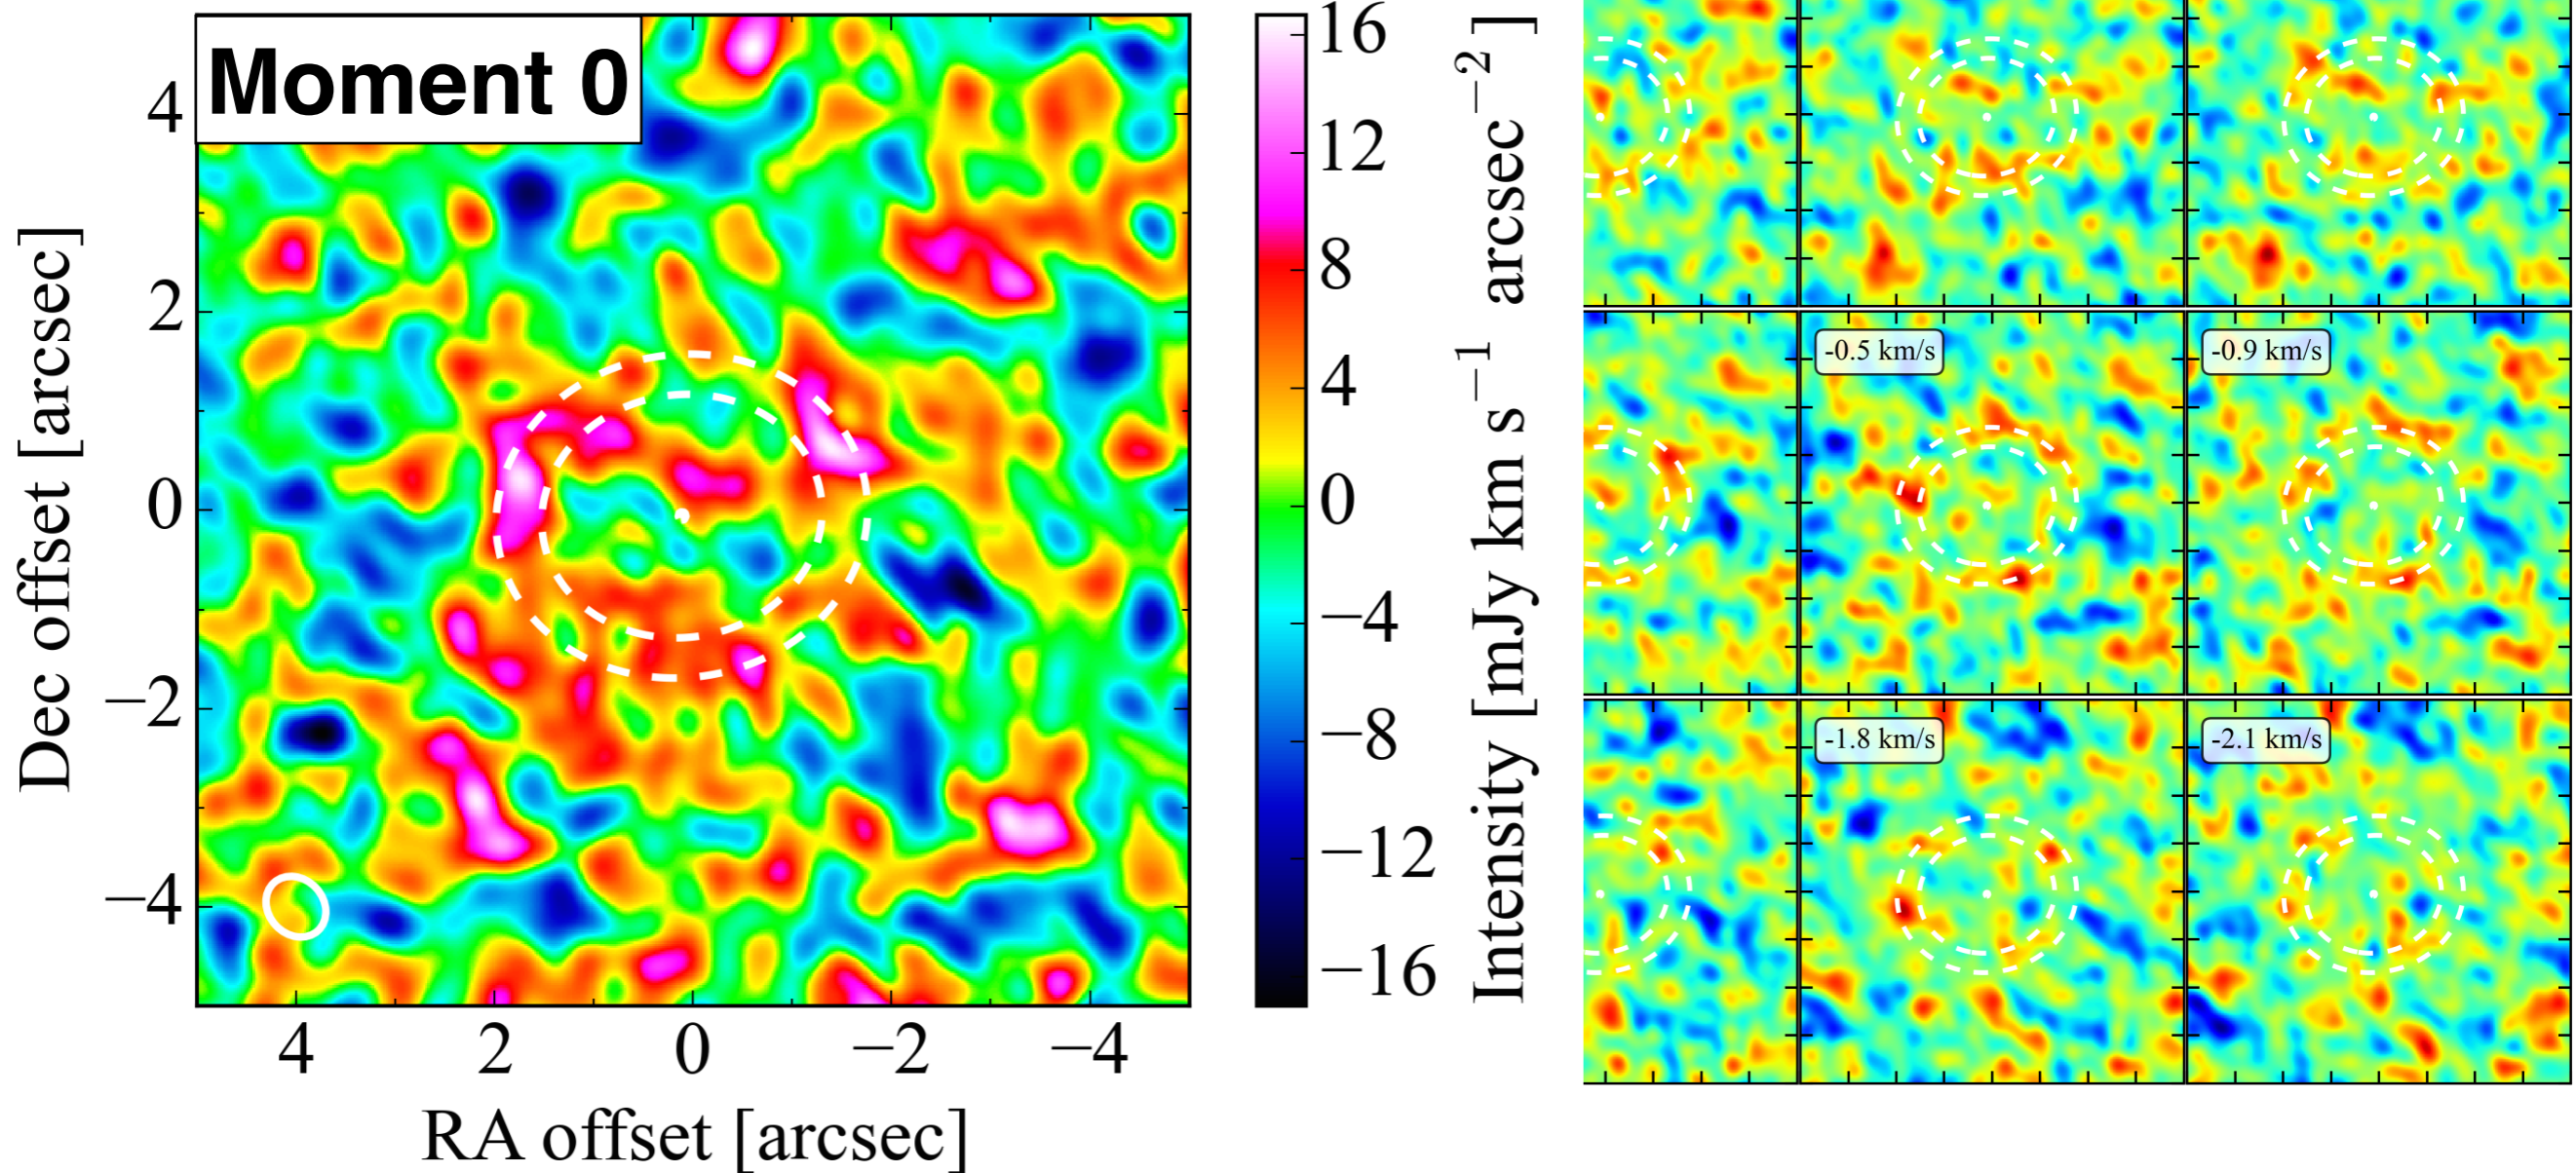 Moment 0
4
2
0
−2
−4
Dec offset [arcsec]
4
2
0
−2
−4
RA offset [arcsec]
16
12
8
4
0
−4
−8
−12
−16
Intensity [mJy km s−1 arcsec−2]
-0.5 km/s
-0.9 km/s
-1.8 km/s
-2.1 km/s